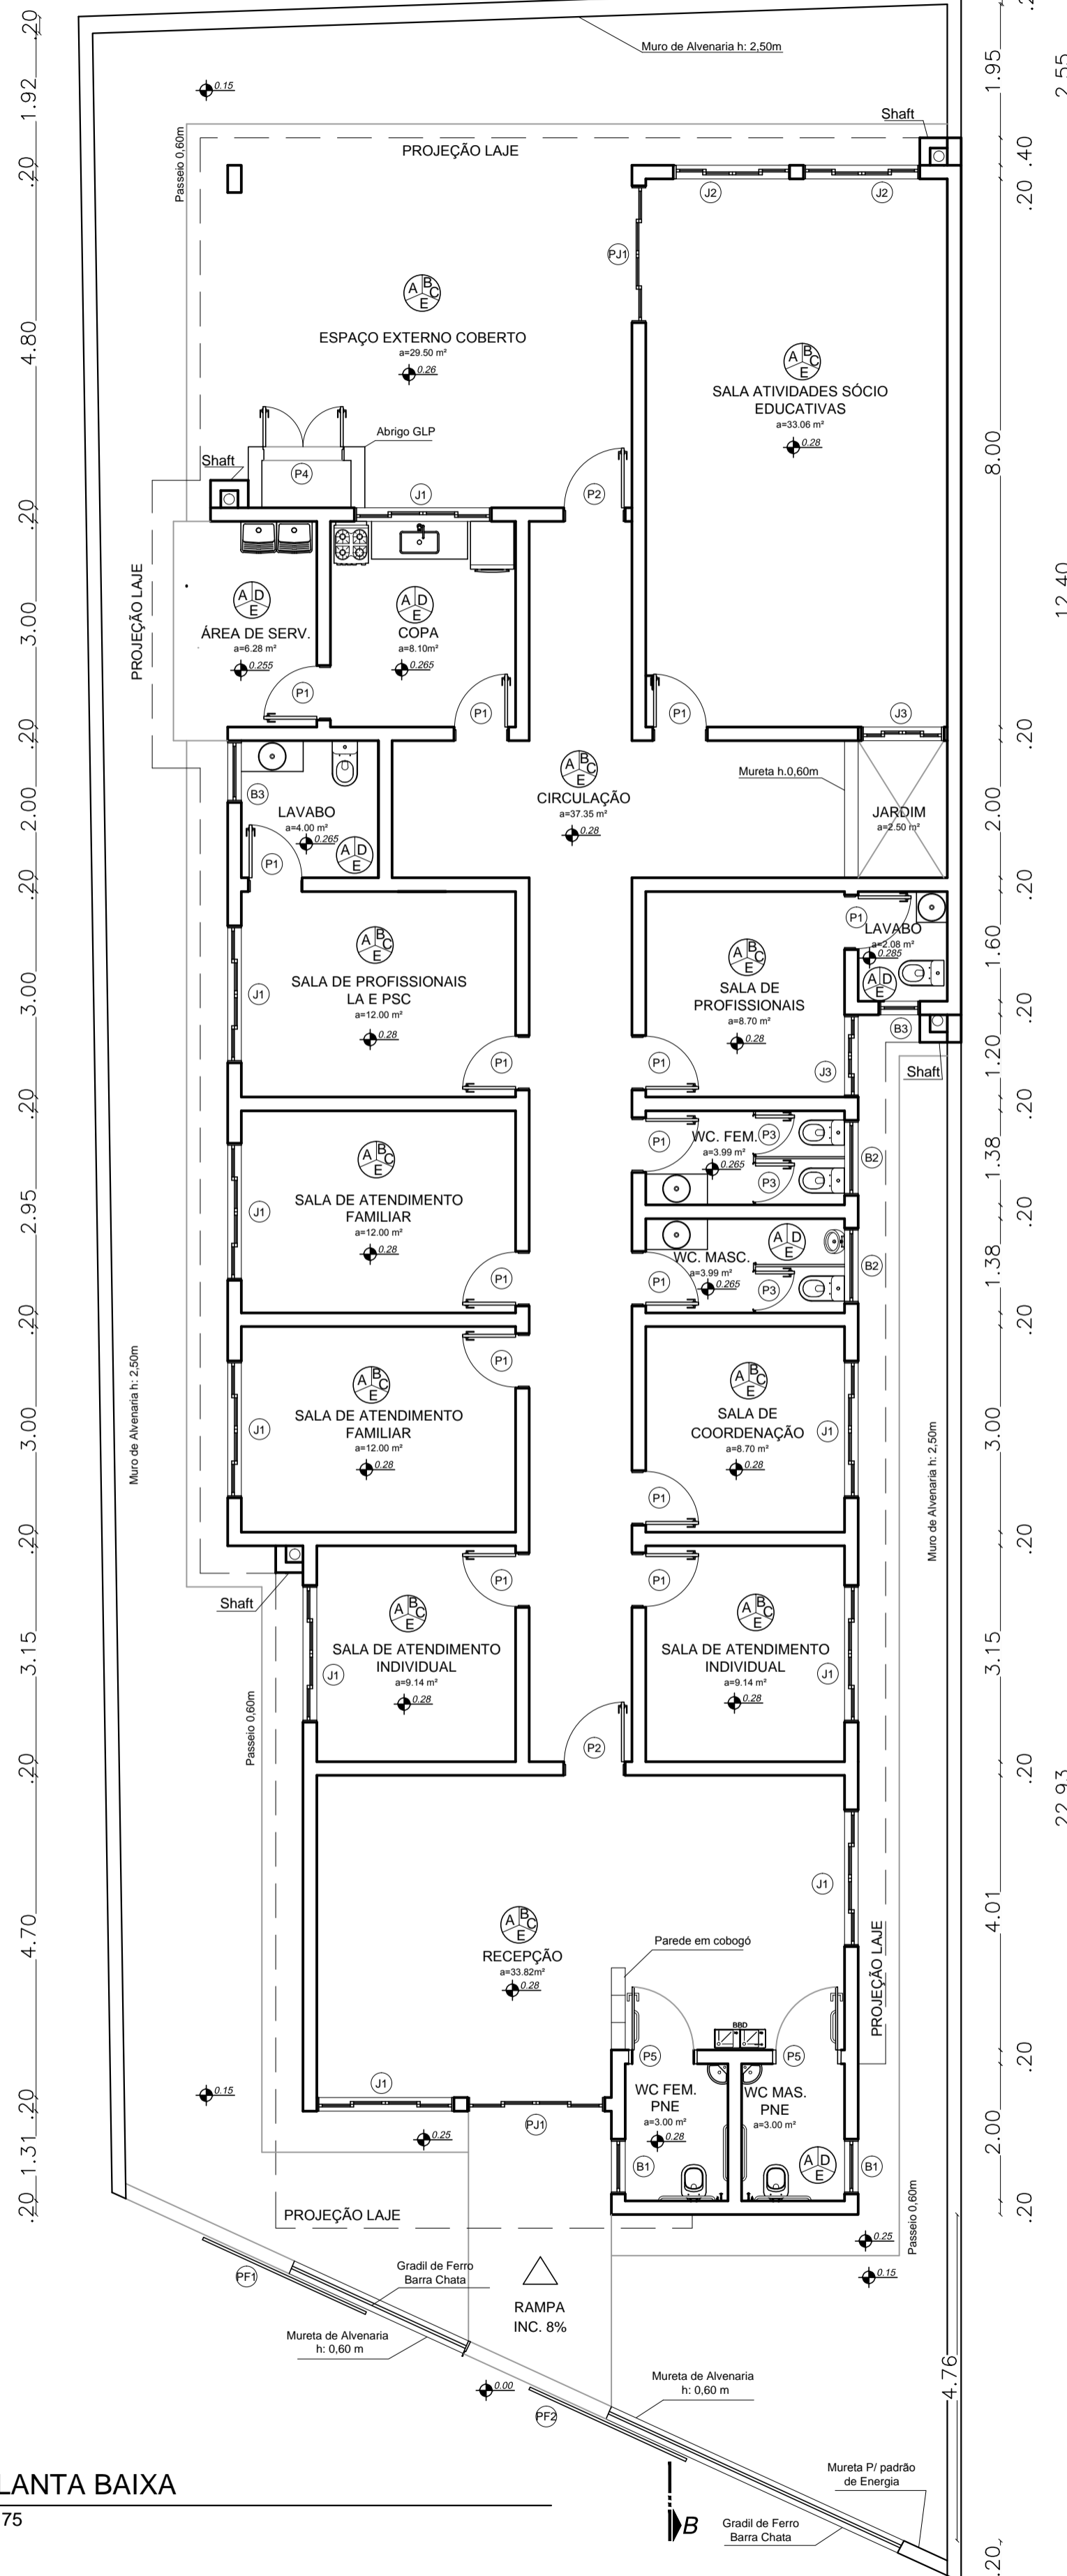 Muro de Alvenaria h: 2,50m
0.15
Shaft
PROJEÇÃO LAJE
Passeio 0,60m
J2
J2
PJ1
A B C E
ESPAÇO EXTERNO COBERTO
a=29.50 m²
0.26
A B C E
SALA ATIVIDADES SÓCIO
EDUCATIVAS
a=33.06 m²
0.28
Abrigo GLP
P4
Shaft
J1
P2
PROJEÇÃO LAJE
A D E
ÁREA DE SERV.
a=6.28 m²
0.255
A D E
COPA
a=8.10m²
0.265
P1
P1
P1
J3
B3
LAVABO
a=4.00 m²
0.265
A D E
P1
A B C E
CIRCULAÇÃO
a=37.35 m²
0.28
Mureta h.0,60m
JARDIM
a=2.50 m²
A B C E
SALA DE PROFISSIONAIS
LA E PSC
a=12.00 m²
0.28
J1
P1
A B C E
SALA DE
PROFISSIONAIS
a=8.70 m²
0.28
P1
J3
P1
LAVABO
a=2.08 m²
0.285
A D E
B3
Shaft
A B C E
SALA DE ATENDIMENTO
FAMILIAR
a=12.00 m²
0.28
J1
P1
P1
WC. FEM.
a=3.99 m²
0.265
P3
P3
B2
WC. MASC.
a=3.99 m²
0.265
A D E
P1
P3
B2
Muro de Alvenaria h: 2,50m
A B C E
SALA DE ATENDIMENTO
FAMILIAR
a=12.00 m²
0.28
J1
P1
A B C E
SALA DE
COORDENAÇÃO
a=8.70 m²
0.28
J1
P1
Muro de Alvenaria h: 2,50m
Shaft
A B C E
SALA DE ATENDIMENTO
INDIVIDUAL
a=9.14 m²
0.28
J1
P1
P1
A B C E
SALA DE ATENDIMENTO
INDIVIDUAL
a=9.14 m²
0.28
J1
Passeio 0,60m
P2
J1
A B C E
RECEPÇÃO
a=33.82m²
0.28
Parede em cobogó
PROJEÇÃO LAJE
BBD
P5
P5
WC FEM.
PNE
a=3.00 m²
0.28
WC MAS.
PNE
a=3.00 m²
A D E
B1
B1
J1
PJ1
0.15
0.25
PROJEÇÃO LAJE
Passeio 0,60m
0.25
0.15
PF1
Gradil de Ferro
Barra Chata
RAMPA
INC. 8%
Mureta de Alvenaria
h: 0,60 m
0.00
PF2
Mureta de Alvenaria
h: 0,60 m
Mureta P/ padrão
de Energia
B
Gradil de Ferro
Barra Chata
LANTA BAIXA
75
.20
1.92
.20
4.80
.20
3.00
.20
2.00
.20
3.00
.20
2.95
.20
3.00
.20
3.15
.20
4.70
.20
1.31
.20
1.95
.40
.20
8.00
.20
2.00
.20
1.60
.20
1.20
.20
1.38
.20
1.38
.20
3.00
.20
3.15
.20
4.01
.20
2.00
.20
4.76
.20
2.55
12.40
22.93